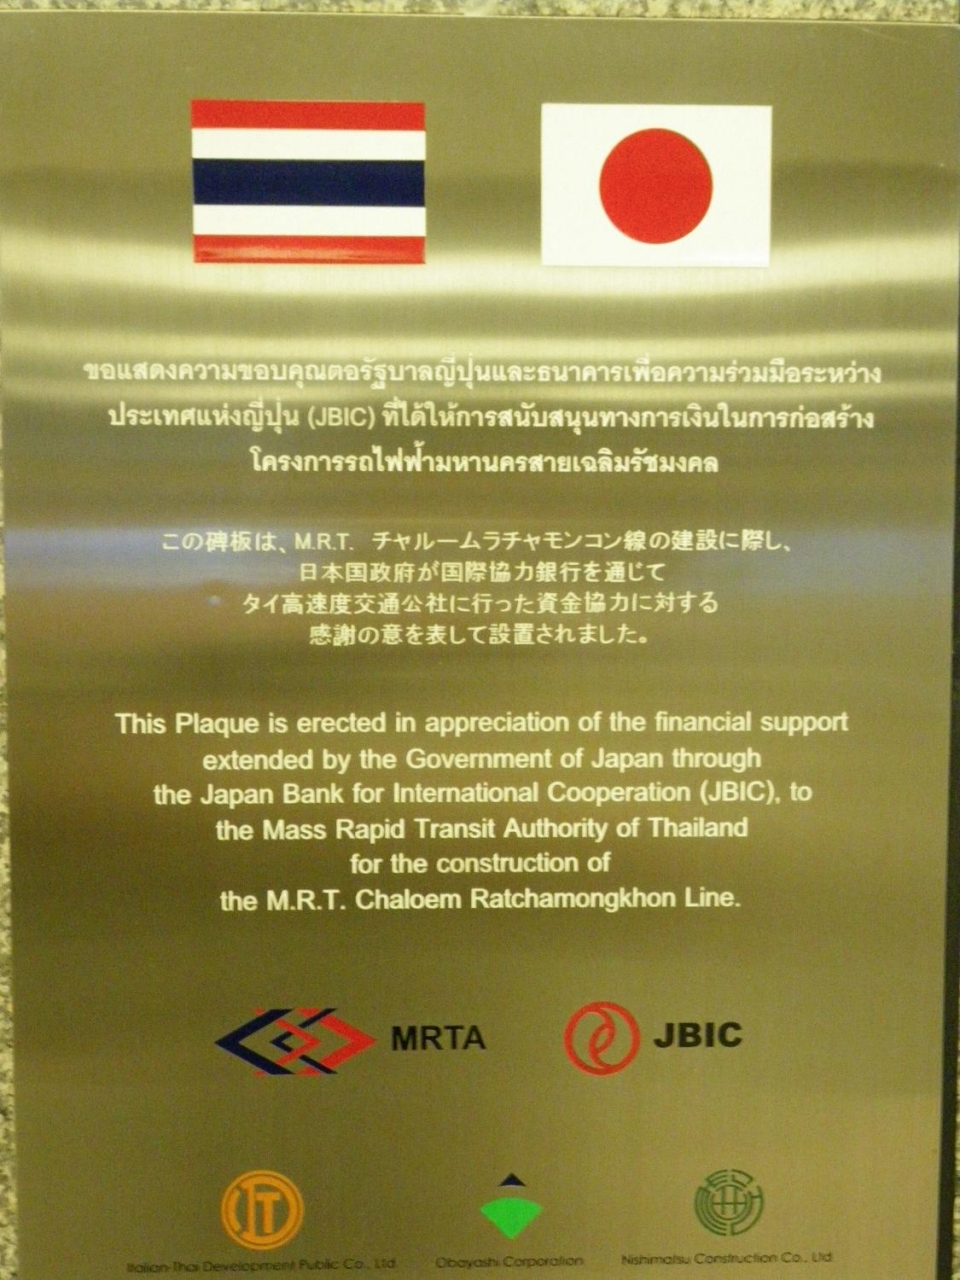 ขอแสดงความขอบคุณต่อรัฐบาลญี่ปุ่นและธนาคารเพื่อความร่วมมือระหว่าง
ประเทศแห่งญี่ปุ่น (JBIC) ที่ได้ให้การสนับสนุนทางการเงินในการก่อสร้าง
โครงการรถไฟฟ้ามหานครสายเฉลิมรัชมงคล
この碑板は、M.R.T. チャルームラチャモンコン線の建設に際し、
日本国政府が国際協力銀行を通じて
タイ高速度交通公社に行った資金協力に対する
感謝の意を表して設置されました。
This Plaque is erected in appreciation of the financial support
extended by the Government of Japan through
the Japan Bank for International Cooperation (JBIC), to
the Mass Rapid Transit Authority of Thailand
for the construction of
the M.R.T. Chaloem Ratchamongkhon Line.
MRTA JBIC
Italian-Thai Development Public Co., Ltd. Obayashi Corporation Nishimatsu Construction Co., Ltd.